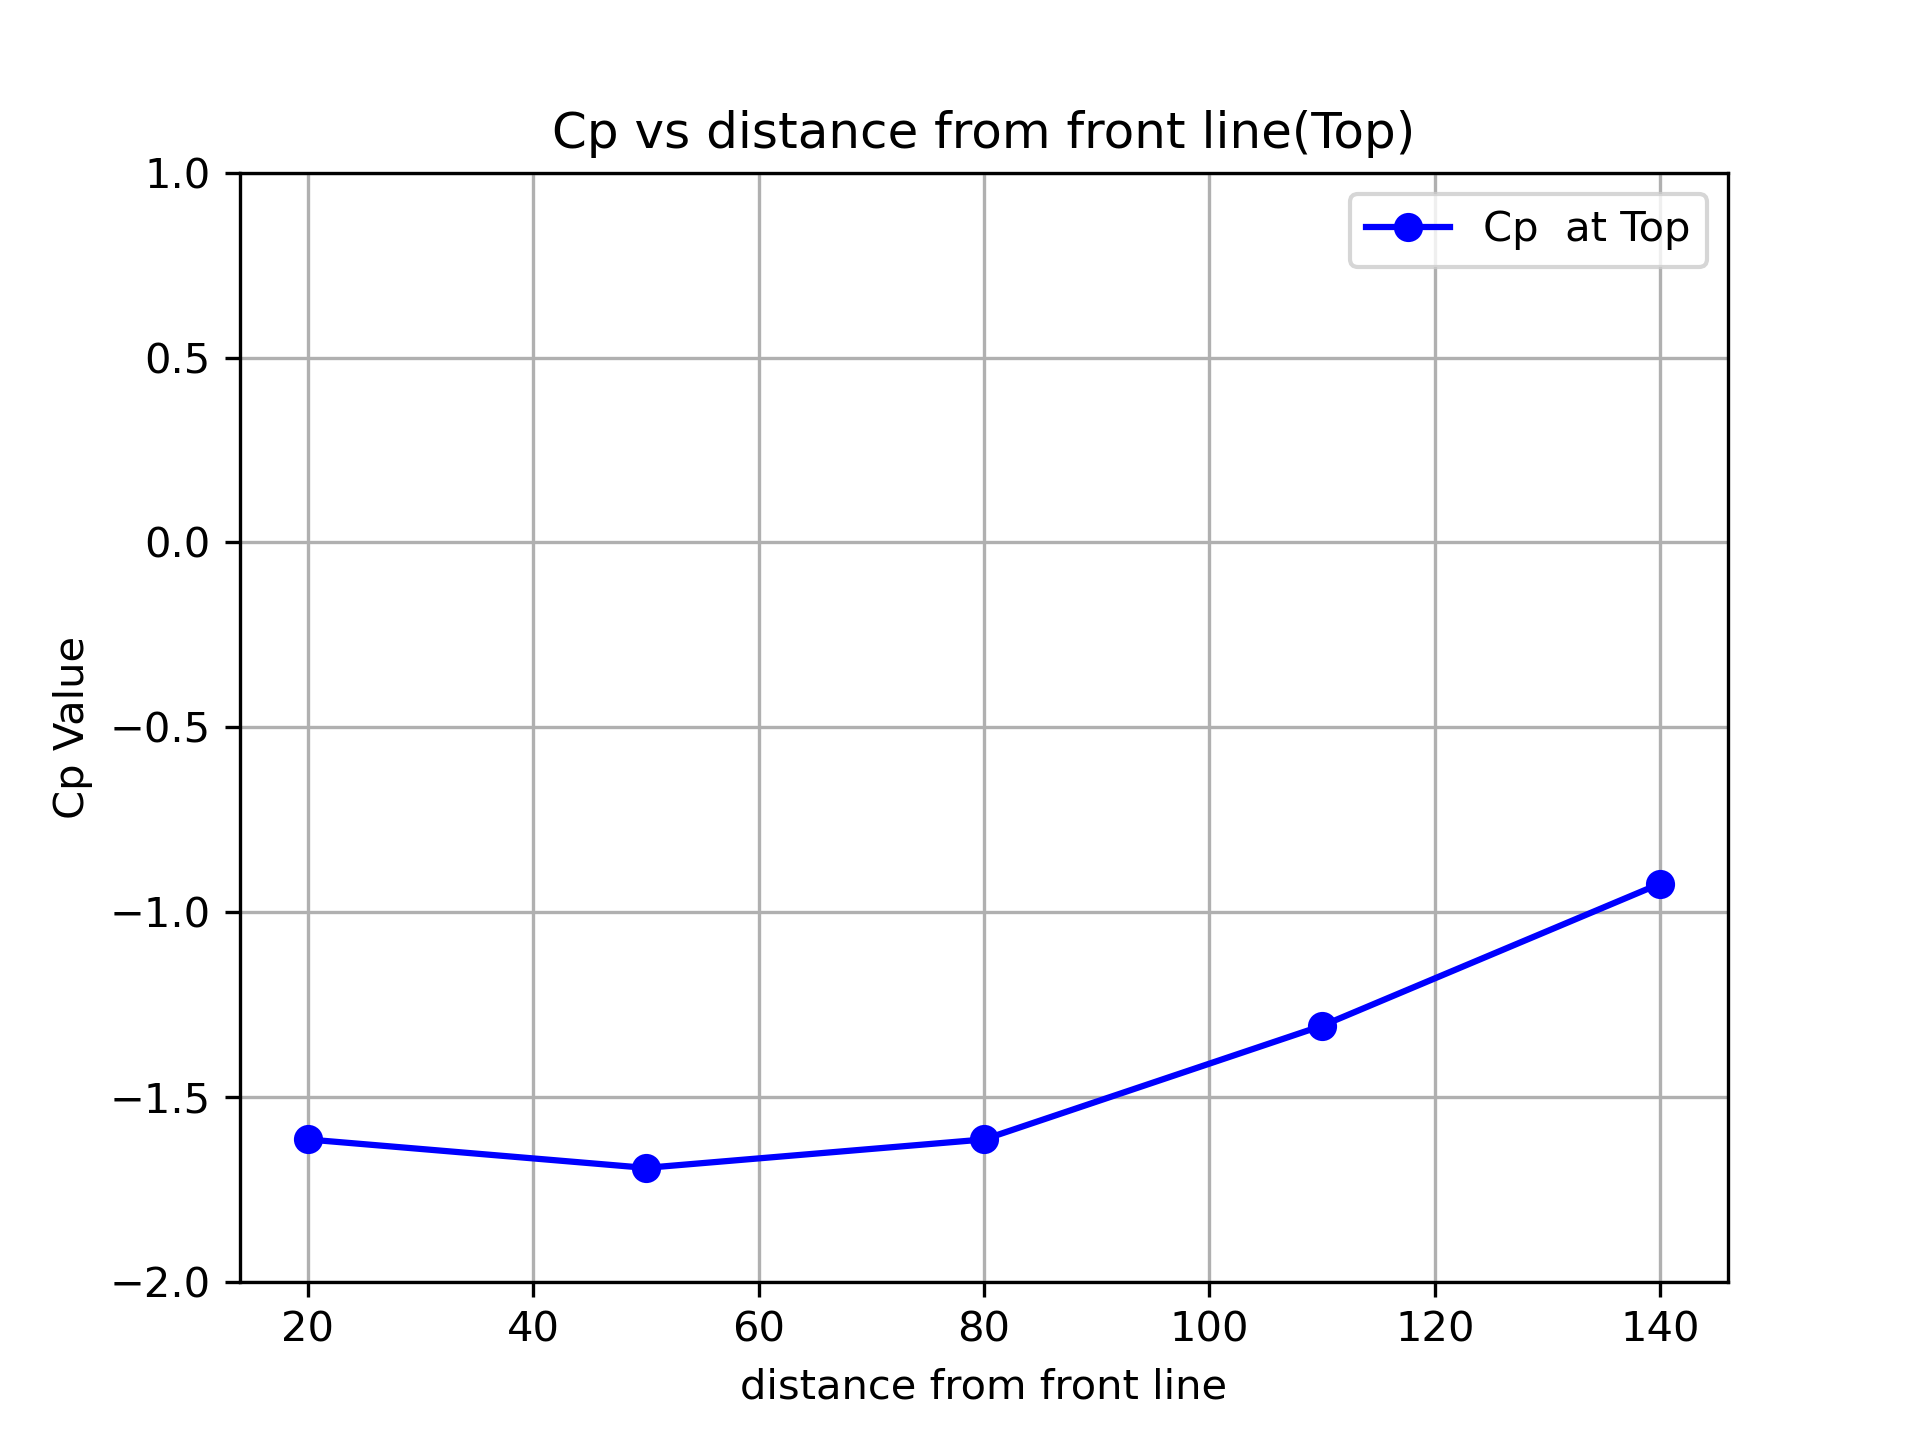 Cp vs distance from front line(Top)
1.0
0.5
0.0
−0.5
−1.0
−1.5
−2.0
Cp Value
Cp  at Top
20 40 60 80 100 120 140
distance from front line